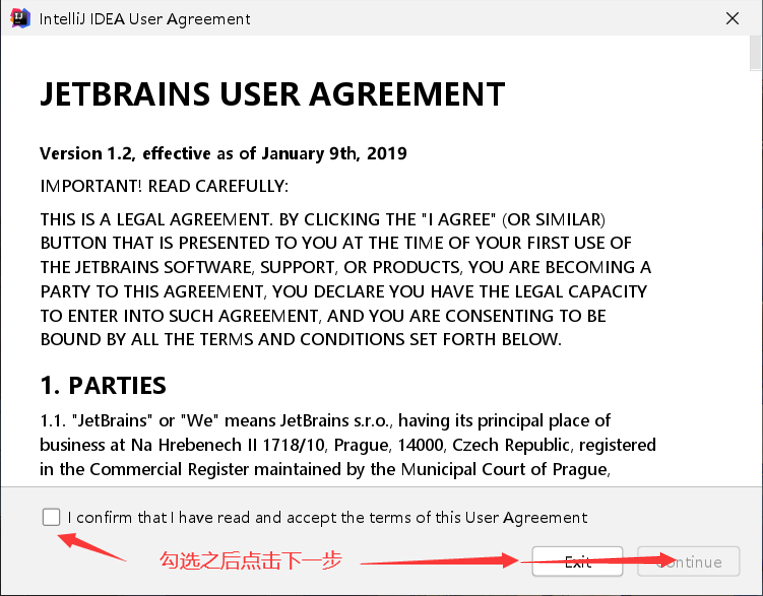 IntelliJ IDEA User Agreement
JETBRAINS USER AGREEMENT
Version 1.2, effective as of January 9th, 2019
IMPORTANT! READ CAREFULLY:
THIS IS A LEGAL AGREEMENT. BY CLICKING THE "I AGREE" (OR SIMILAR)
BUTTON THAT IS PRESENTED TO YOU AT THE TIME OF YOUR FIRST USE OF
THE JETBRAINS SOFTWARE, SUPPORT, OR PRODUCTS, YOU ARE BECOMING A
PARTY TO THIS AGREEMENT, YOU DECLARE YOU HAVE THE LEGAL CAPACITY
TO ENTER INTO SUCH AGREEMENT, AND YOU ARE CONSENTING TO BE
BOUND BY ALL THE TERMS AND CONDITIONS SET FORTH BELOW.
1. PARTIES
1.1. "JetBrains" or "We" means JetBrains s.r.o., having its principal place of
business at Na Hrebenech II 1718/10, Prague, 14000, Czech Republic, registered
in the Commercial Register maintained by the Municipal Court of Prague,
I confirm that I have read and accept the terms of this User Agreement
勾选之后点击下一步
Exit
Continue